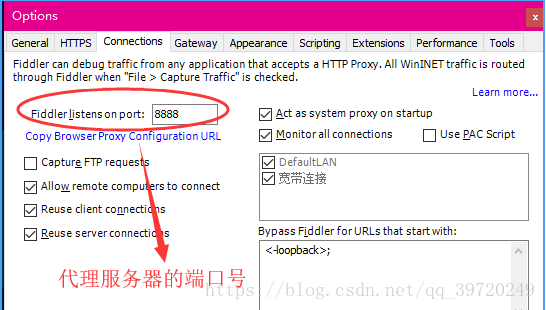 Options
x
General HTTPS Connections Gateway Appearance Scripting Extensions Performance Tools
Fiddler can debug traffic from any application that accepts a HTTP Proxy. All WinINET traffic is routed
through Fiddler when "File > Capture Traffic" is checked.
Learn more...
Fiddler listens on port: 8888
Copy Browser Proxy Configuration URL
Capture FTP requests
Allow remote computers to connect
Reuse client connections
Reuse server connections
Act as system proxy on startup
Monitor all connections
Use PAC Script
DefaultLAN
宽带连接
Bypass Fiddler for URLs that start with:
<-loopback>;
代理服务器的端口号
https://blog.csdn.net/qq_39720249